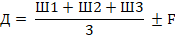 Д = (Ш1 + Ш2 + Ш3) / 3 ± F